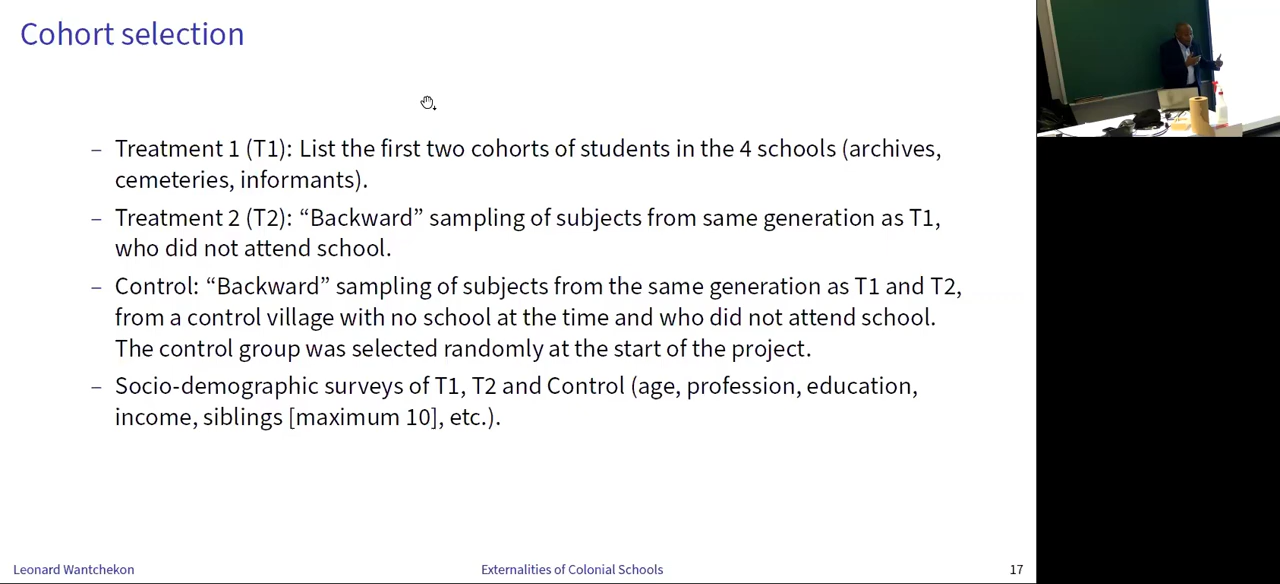 Cohort selection
– Treatment 1 (T1): List the first two cohorts of students in the 4 schools (archives,
cemeteries, informants).
– Treatment 2 (T2): “Backward” sampling of subjects from same generation as T1,
who did not attend school.
– Control: “Backward” sampling of subjects from the same generation as T1 and T2,
from a control village with no school at the time and who did not attend school.
The control group was selected randomly at the start of the project.
– Socio-demographic surveys of T1, T2 and Control (age, profession, education,
income, siblings [maximum 10], etc.).
Leonard Wantchekon
Externalities of Colonial Schools
17